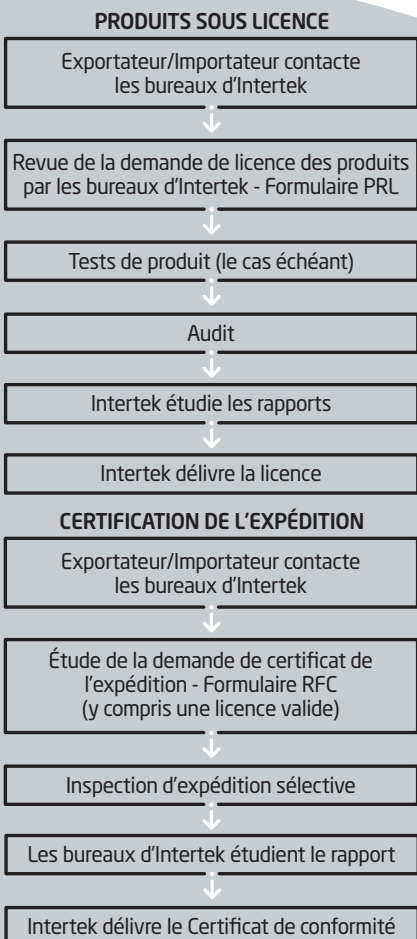 PRODUITS SOUS LICENCE
Exportateur/Importateur contacte
les bureaux d'Intertek
Revue de la demande de licence des produits
par les bureaux d'Intertek - Formulaire PRL
Tests de produit (le cas échéant)
Audit
Intertek étudie les rapports
Intertek délivre la licence
CERTIFICATION DE L'EXPÉDITION
Exportateur/Importateur contacte
les bureaux d'Intertek
Étude de la demande de certificat de
l'expédition - Formulaire RFC
(y compris une licence valide)
Inspection d'expédition sélective
Les bureaux d'Intertek étudient le rapport
Intertek délivre le Certificat de conformité